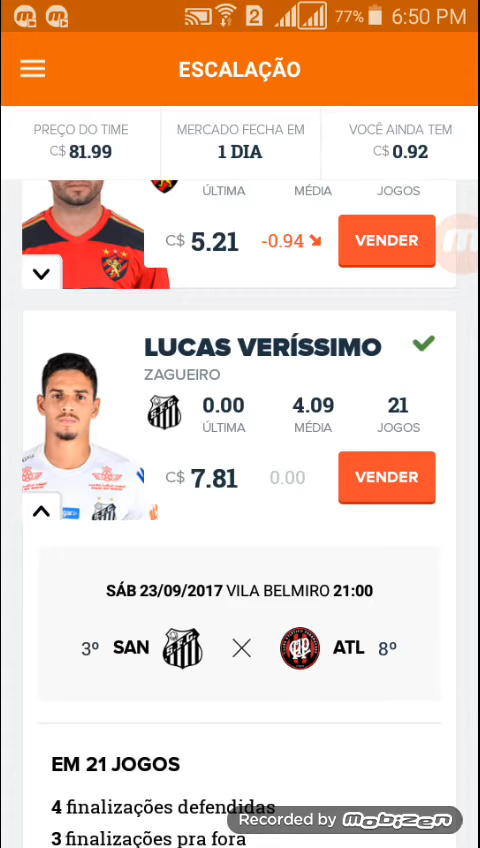 2 77% 6:50 PM
ESCALAÇÃO
PREÇO DO TIME MERCADO FECHA EM VOCÊ AINDA TEM
C$ 81.99 1 DIA C$ 0.92
ÚLTIMA MÉDIA JOGOS
C$ 5.21 -0.94 VENDER
LUCAS VERÍSSIMO
ZAGUEIRO
0.00 4.09 21
ÚLTIMA MÉDIA JOGOS
C$ 7.81 0.00 VENDER
SÁB 23/09/2017 VILA BELMIRO 21:00
3º SAN ATL 8º
EM 21 JOGOS
4 finalizações defendidas
Recorded by Mobizen
3 finalizações pra fora